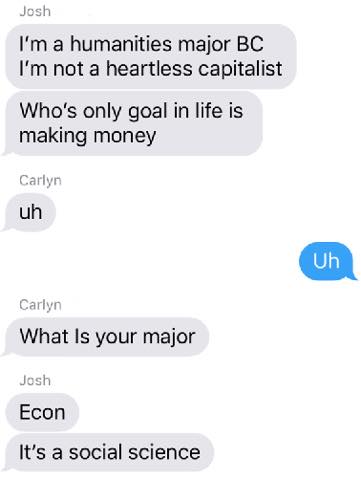 Josh
I'm a humanities major BC
I'm not a heartless capitalist
Who's only goal in life is
making money
Carlyn
uh
Uh
Carlyn
What Is your major
Josh
Econ
It's a social science